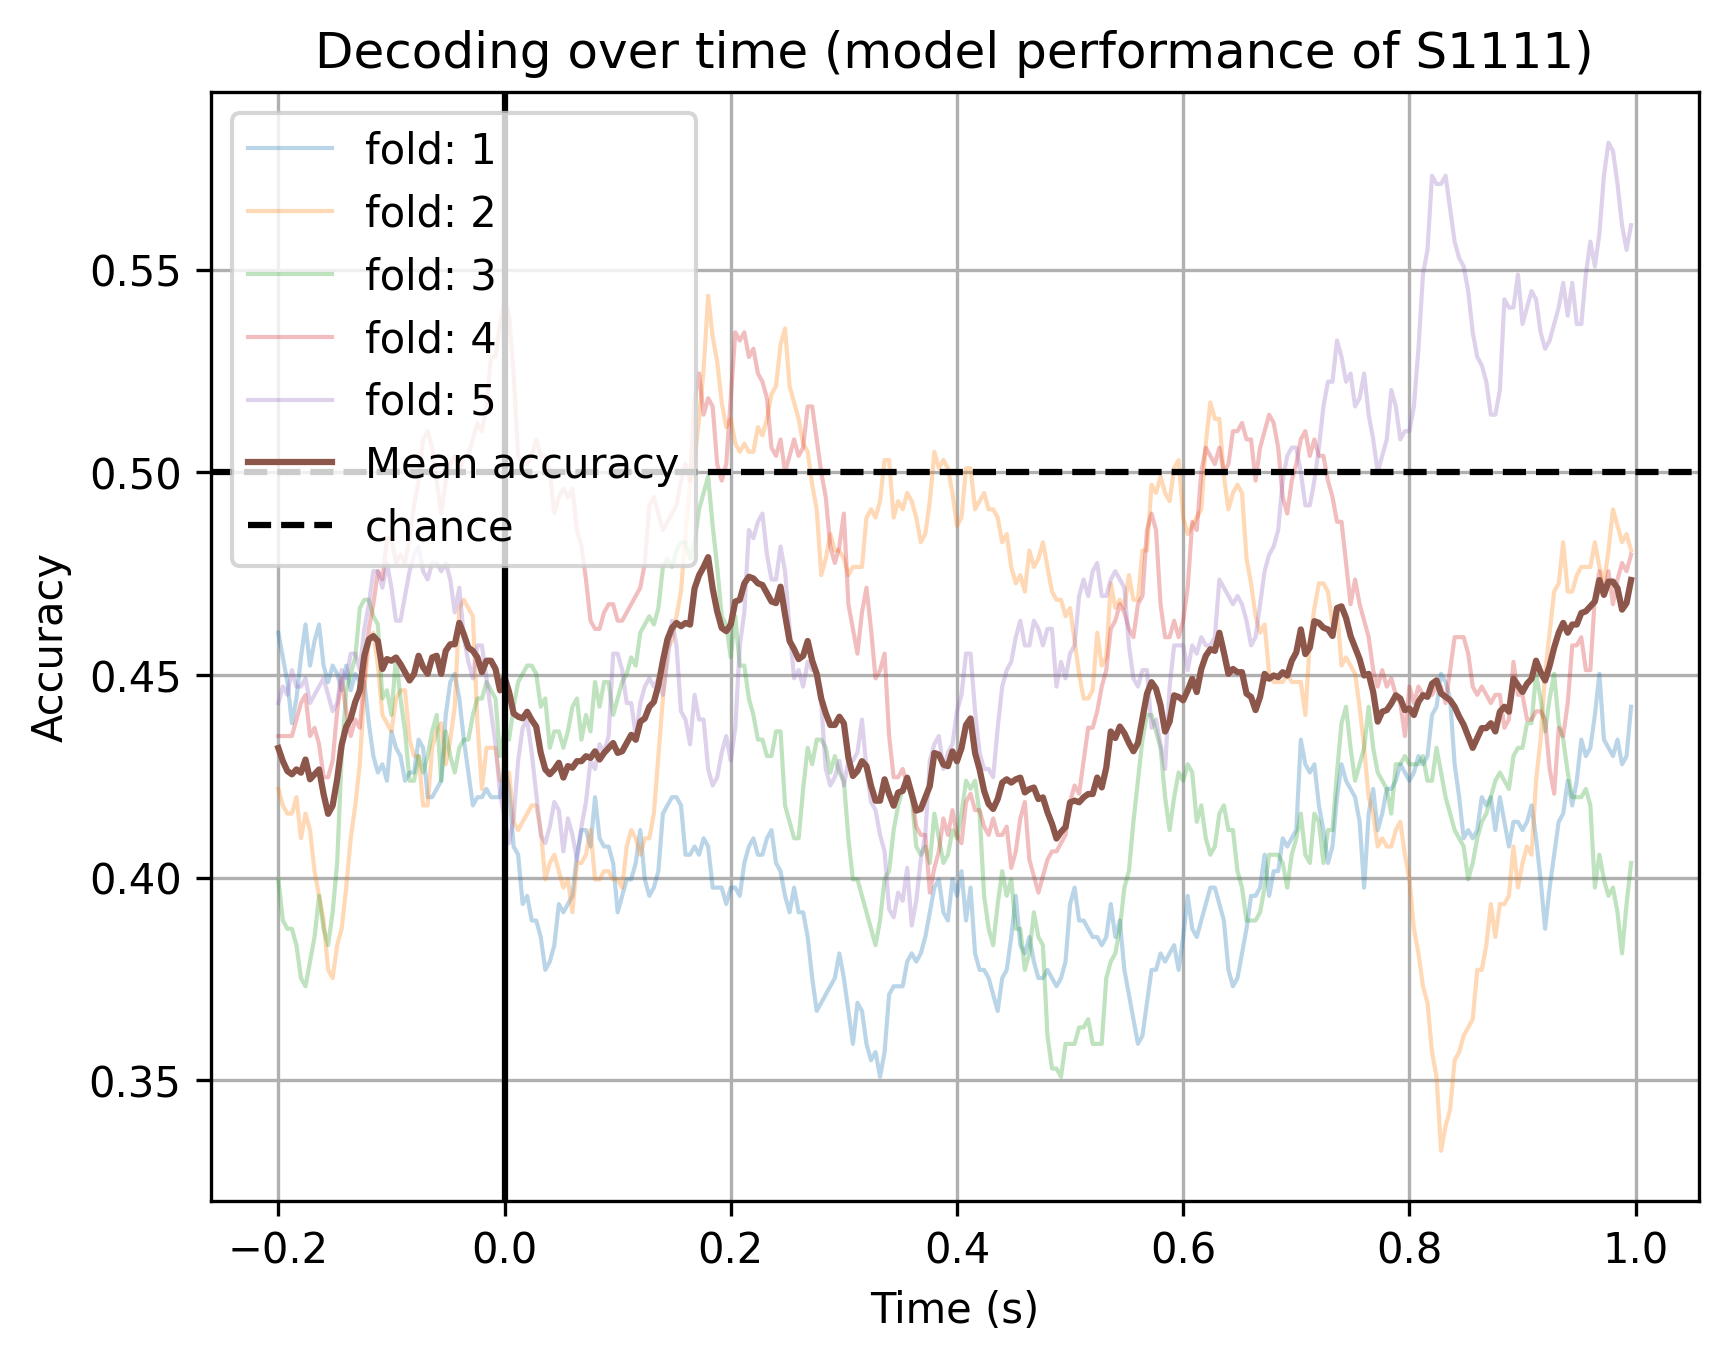 Decoding over time (model performance of S1111)
fold: 1
fold: 2
fold: 3
fold: 4
fold: 5
Mean accuracy
chance
Accuracy
0.55
0.50
0.45
0.40
0.35
−0.2 0.0 0.2 0.4 0.6 0.8 1.0
Time (s)